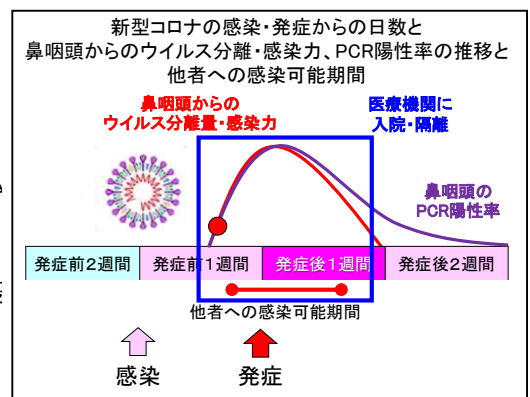 新型コロナの感染・発症からの日数と
鼻咽頭からのウイルス分離・感染力、PCR陽性率の推移と
他者への感染可能期間
鼻咽頭からの
ウイルス分離量・感染力
医療機関に
入院・隔離
鼻咽頭の
PCR陽性率
発症前2週間
発症前1週間
発症後1週間
発症後2週間
他者への感染可能期間
感染
発症